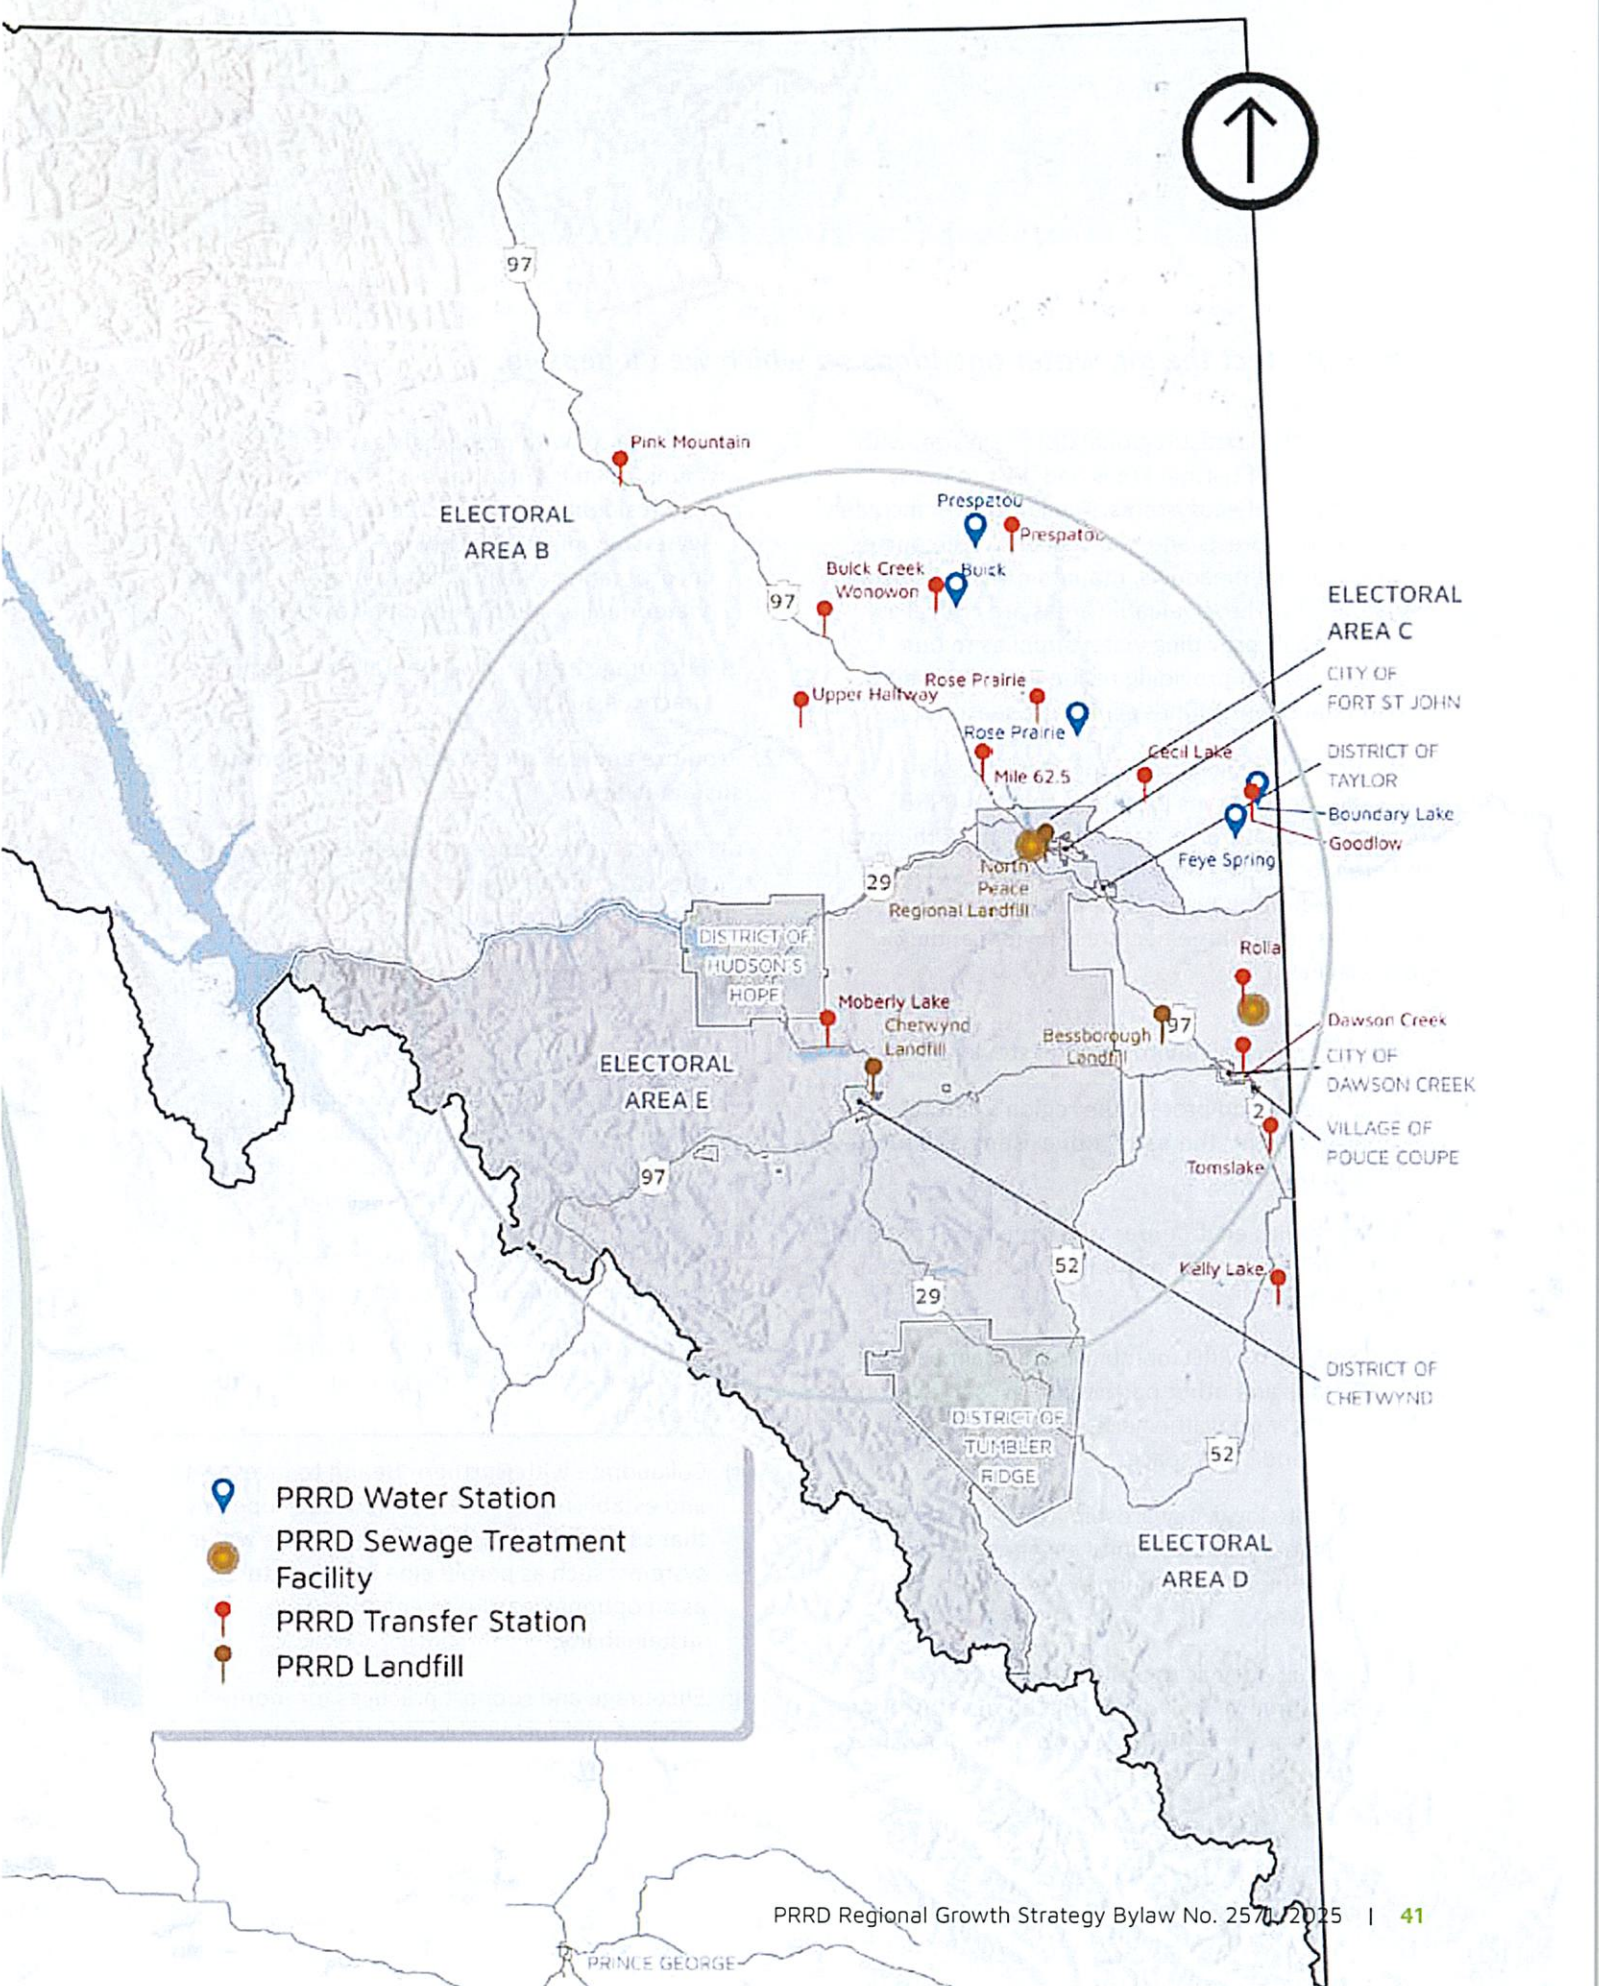 97
Pink Mountain
ELECTORAL
AREA B
Prespatou
Prespatou
Buick Creek
Buick
Wonowon
97
ELECTORAL
AREA C
CITY OF
FORT ST JOHN
Rose Prairie
Upper Halfway
Rose Prairie
Cecil Lake
Mile 62.5
DISTRICT OF
TAYLOR
Boundary Lake
Goodlow
Feye Spring
North
Peace
Regional Landfill
29
DISTRICT OF
HUDSON'S
HOPE
Rolla
Moberly Lake
Chetwynd
Landfill
Bessborough
Landfill
97
Dawson Creek
CITY OF
DAWSON CREEK
ELECTORAL
AREA E
2
VILLAGE OF
POUCE COUPE
Tomslake
97
52
Kelly Lake
29
DISTRICT OF
CHETWYND
DISTRICT OF
TUMBLER
RIDGE
52
ELECTORAL
AREA D
PRRD Water Station
PRRD Sewage Treatment
Facility
PRRD Transfer Station
PRRD Landfill
PRRD Regional Growth Strategy Bylaw No. 2571, 2025 | 41
PRINCE GEORGE